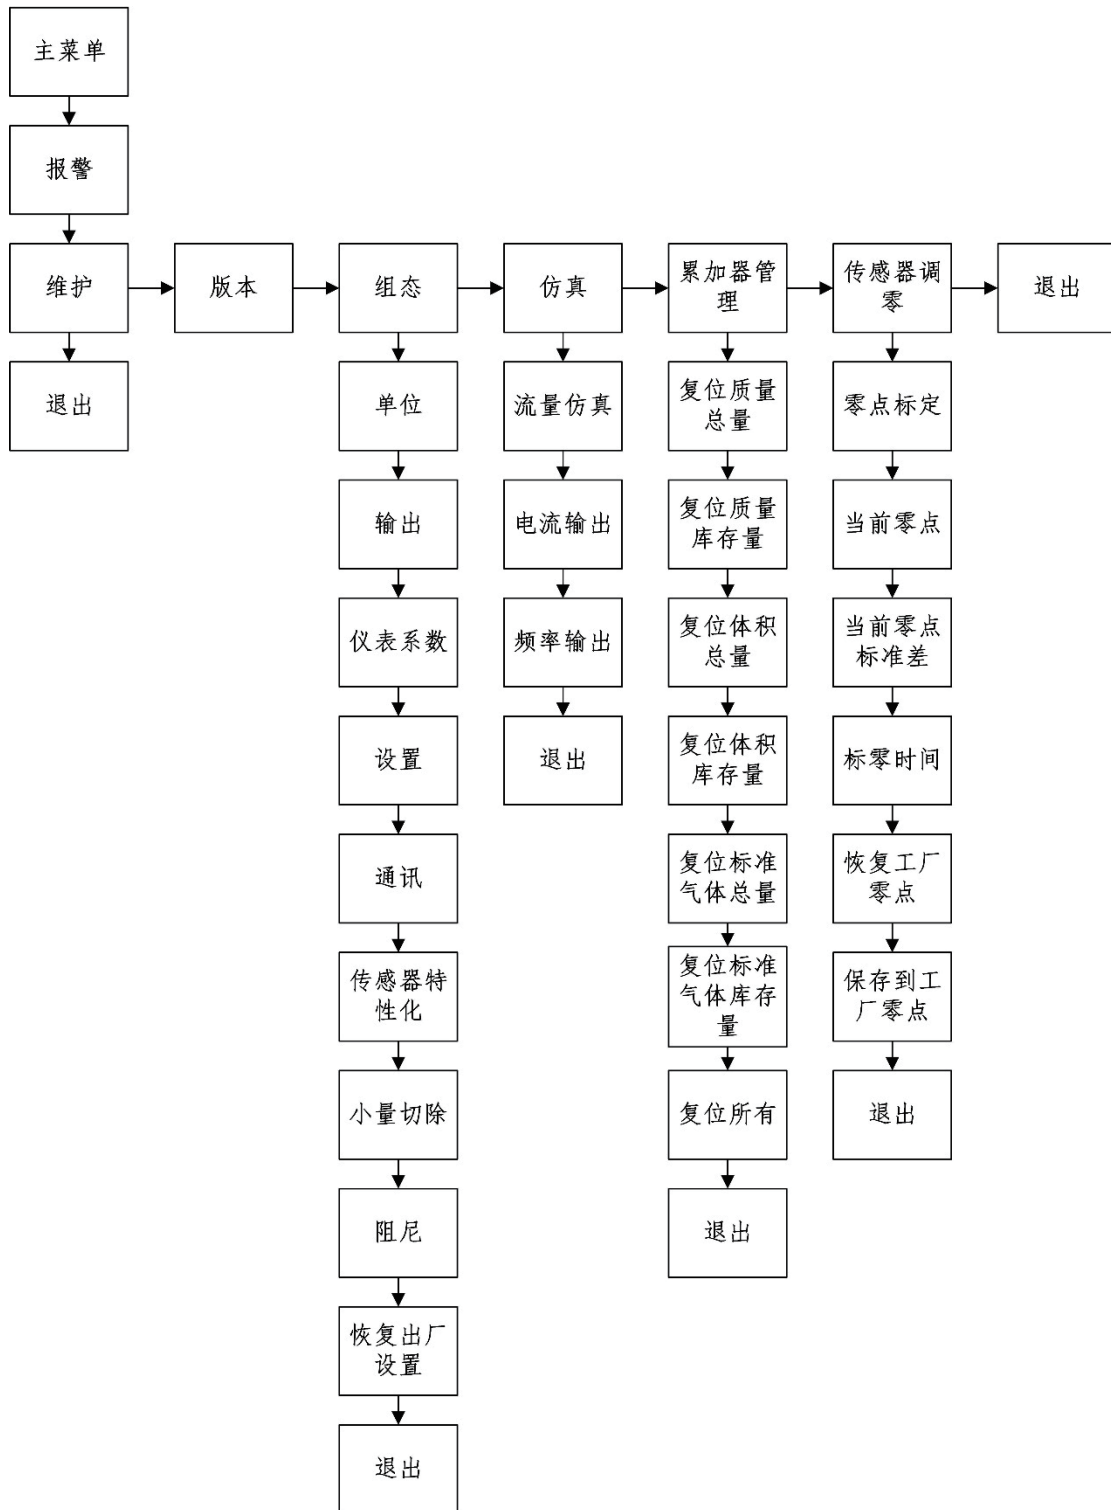 主菜单
报警
维护
版本
组态
仿真
累加器管
理
传感器调
零
退出
退出
单位
输出
仪表系数
设置
通讯
传感器特
性化
小量切除
阻尼
恢复出厂
设置
退出
流量仿真
电流输出
频率输出
退出
复位质量
总量
复位质量
库存量
复位体积
总量
复位体积
库存量
复位标准
气体总量
复位标准
气体库存
量
复位所有
退出
零点标定
当前零点
当前零点
标准差
标零时间
恢复工厂
零点
保存到工
厂零点
退出